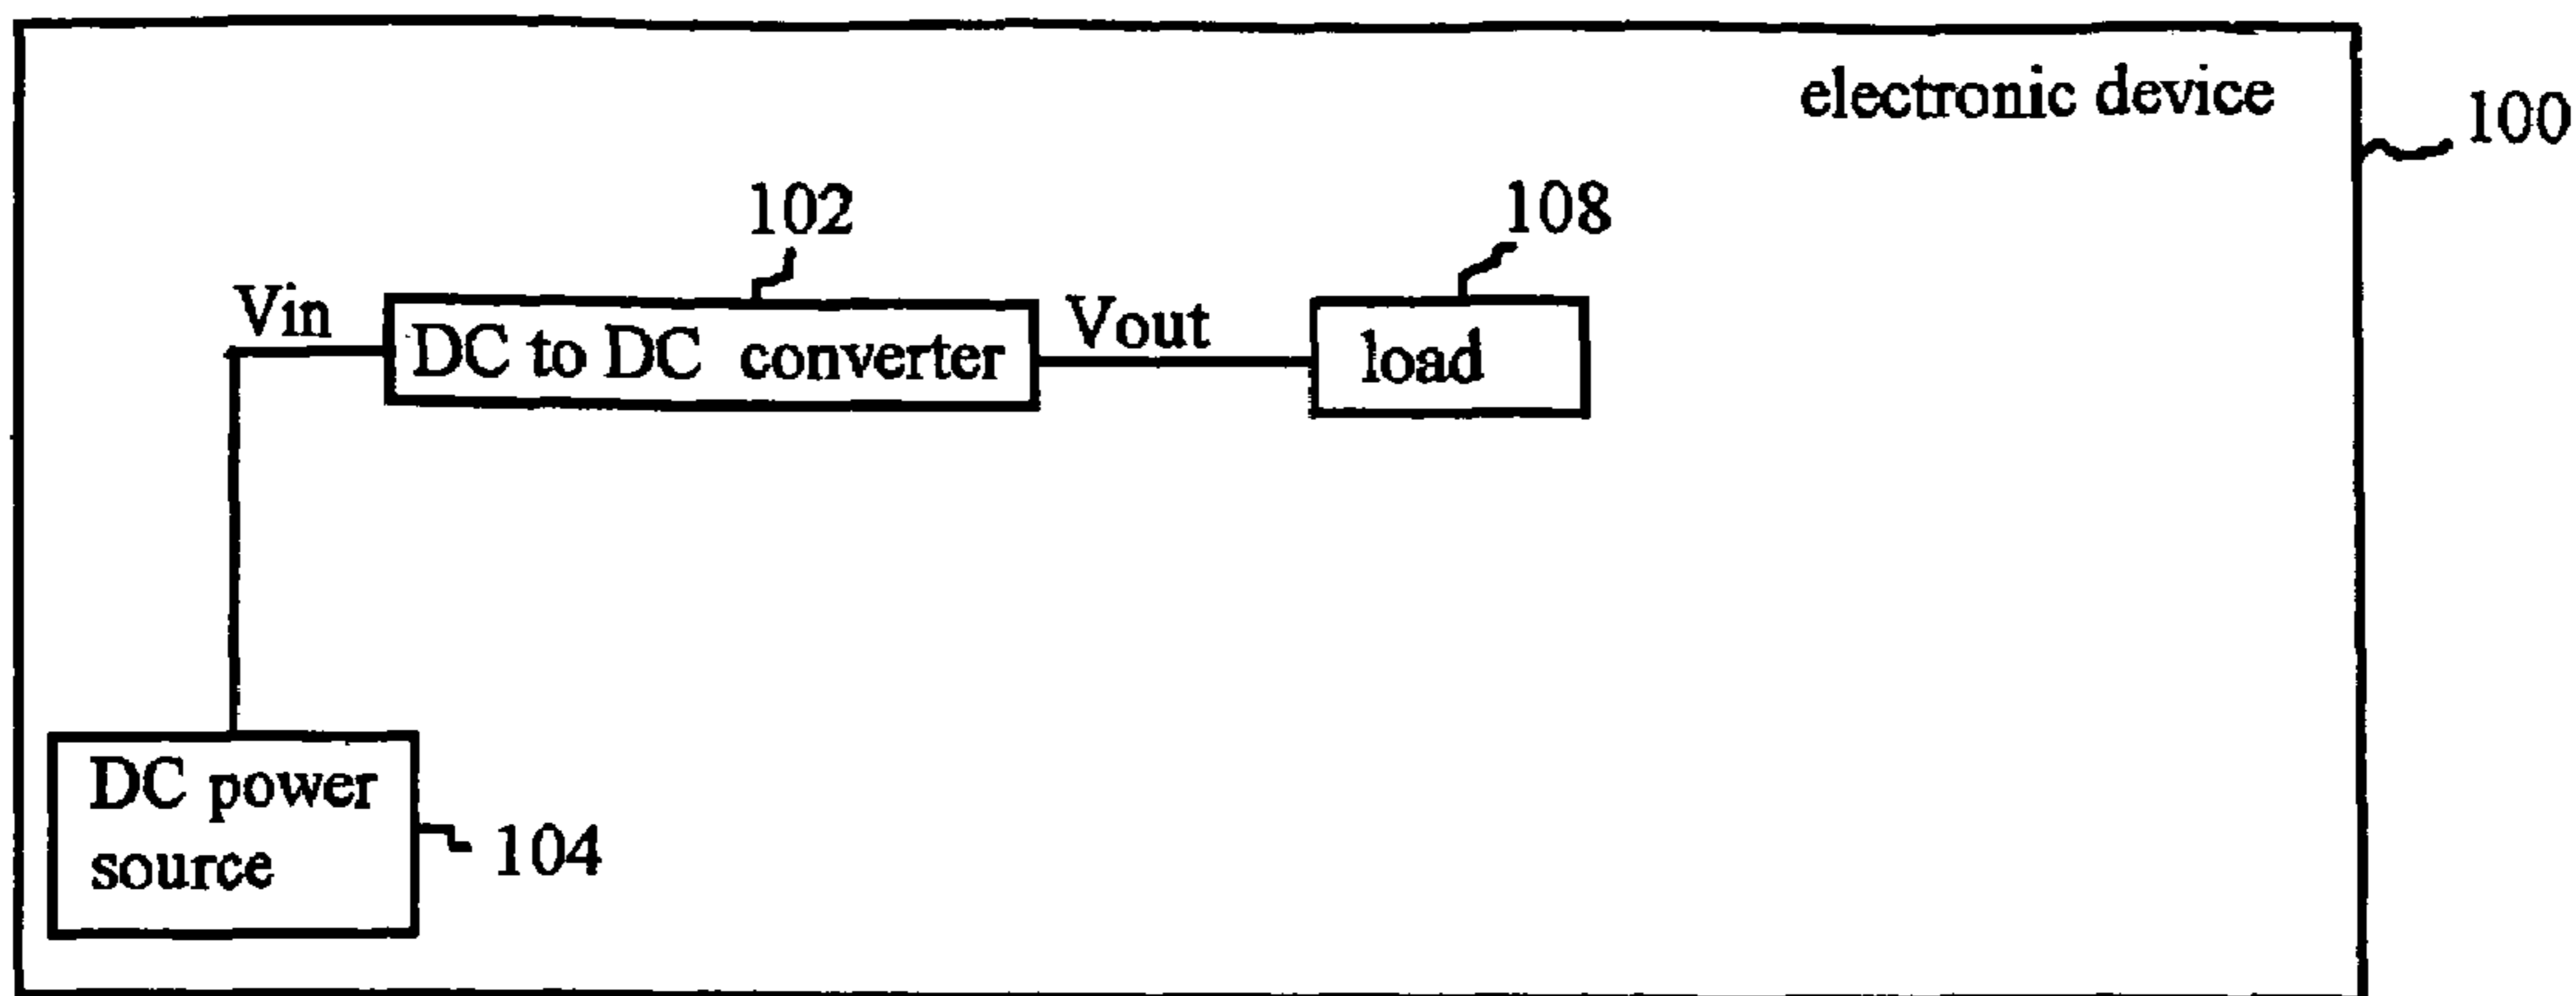 electronic device
100
102
108
Vin
DC to DC converter
Vout
load
DC power
source
104